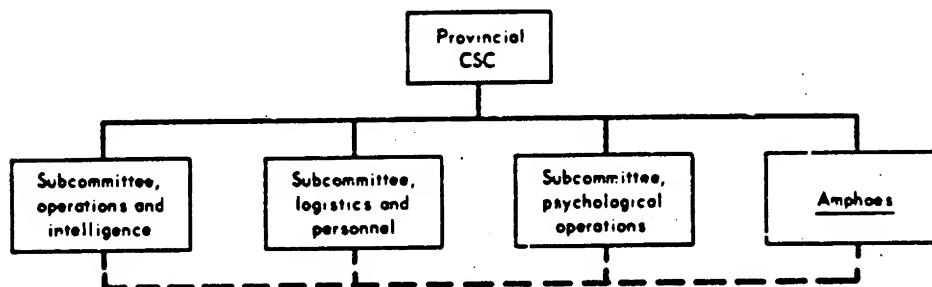 Provincial
CSC
Subcommittee,
operations and
intelligence
Subcommittee,
logistics and
personnel
Subcommittee,
psychological
operations
Amphoes